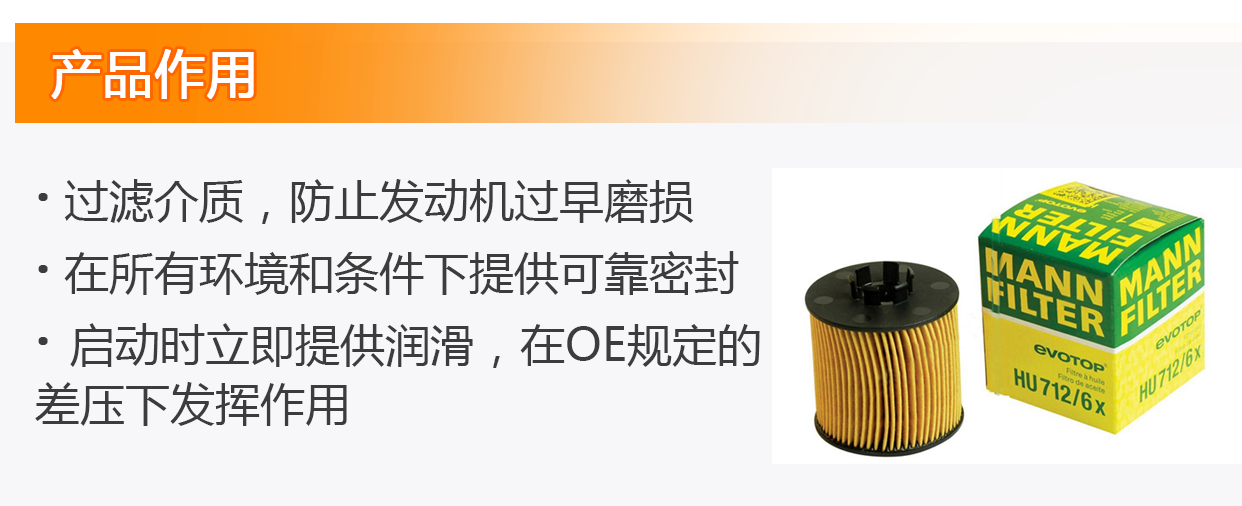 产品作用
· 过滤介质，防止发动机过早磨损
· 在所有环境和条件下提供可靠密封
· 启动时立即提供润滑，在OE规定的
差压下发挥作用
MANN
FILTER
evotop
MANN
FILTER
evotop®
Filtre à huile
Filtro de aceite
HU 712/6 x
MANN
FILTER
evotop
HU 712/6 x